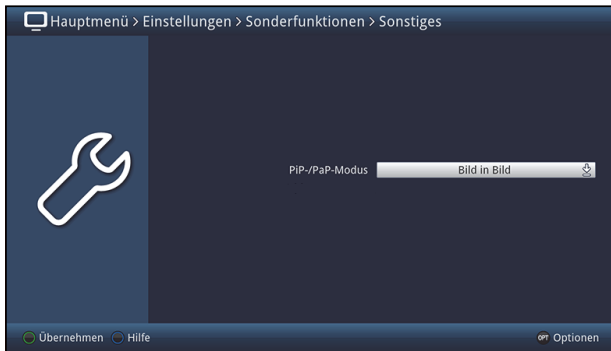 Hauptmenü > Einstellungen > Sonderfunktionen > Sonstiges
PiP-/PaP-Modus Bild in Bild
Übernehmen Hilfe OPT Optionen